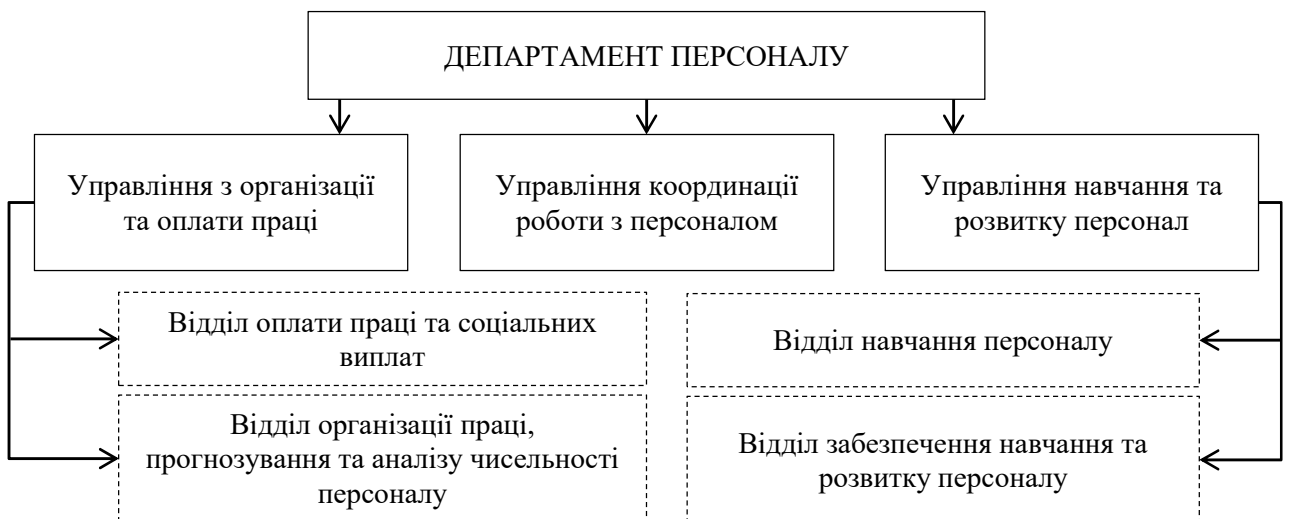 ДЕПАРТАМЕНТ ПЕРСОНАЛУ
Управління з організації
та оплати праці
Управління координації
роботи з персоналом
Управління навчання та
розвитку персонал
Відділ оплати праці та соціальних
виплат
Відділ навчання персоналу
Відділ організації праці,
прогнозування та аналізу чисельності
персоналу
Відділ забезпечення навчання та
розвитку персоналу